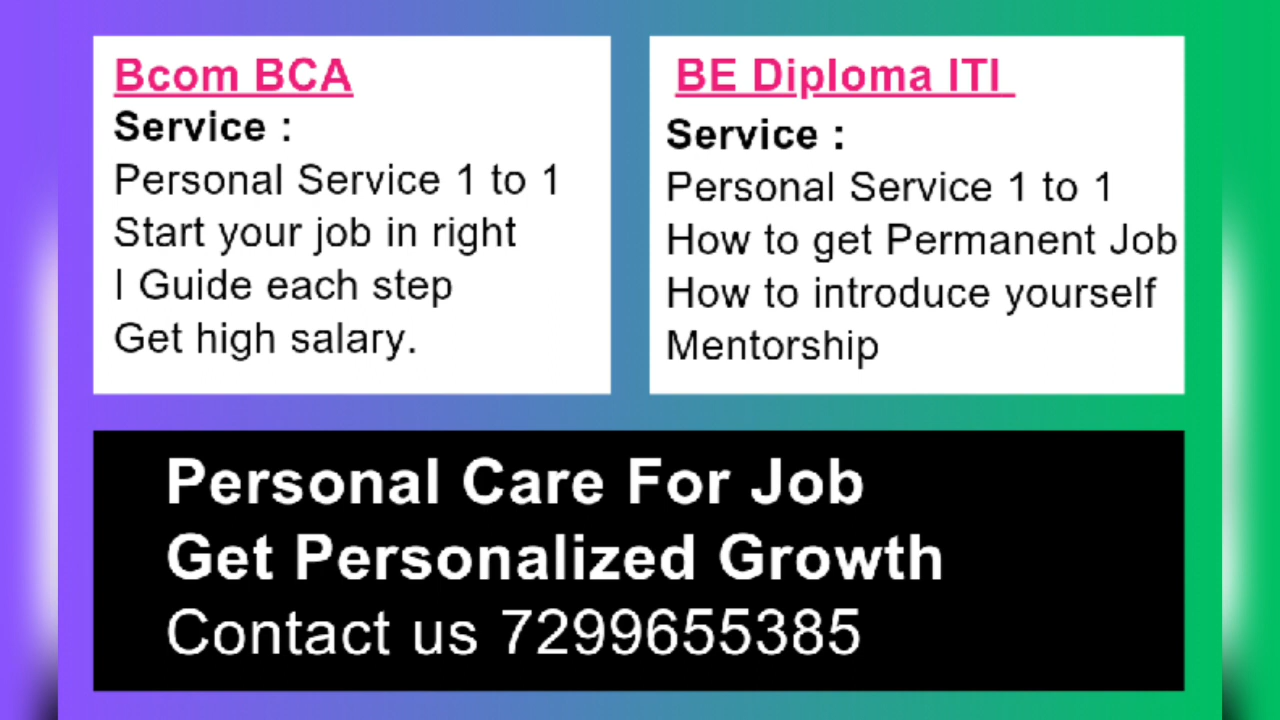 Bcom BCA
Service :
Personal Service 1 to 1
Start your job in right
I Guide each step
Get high salary.
BE Diploma ITI
Service :
Personal Service 1 to 1
How to get Permanent Job
How to introduce yourself
Mentorship
Personal Care For Job
Get Personalized Growth
Contact us 7299655385